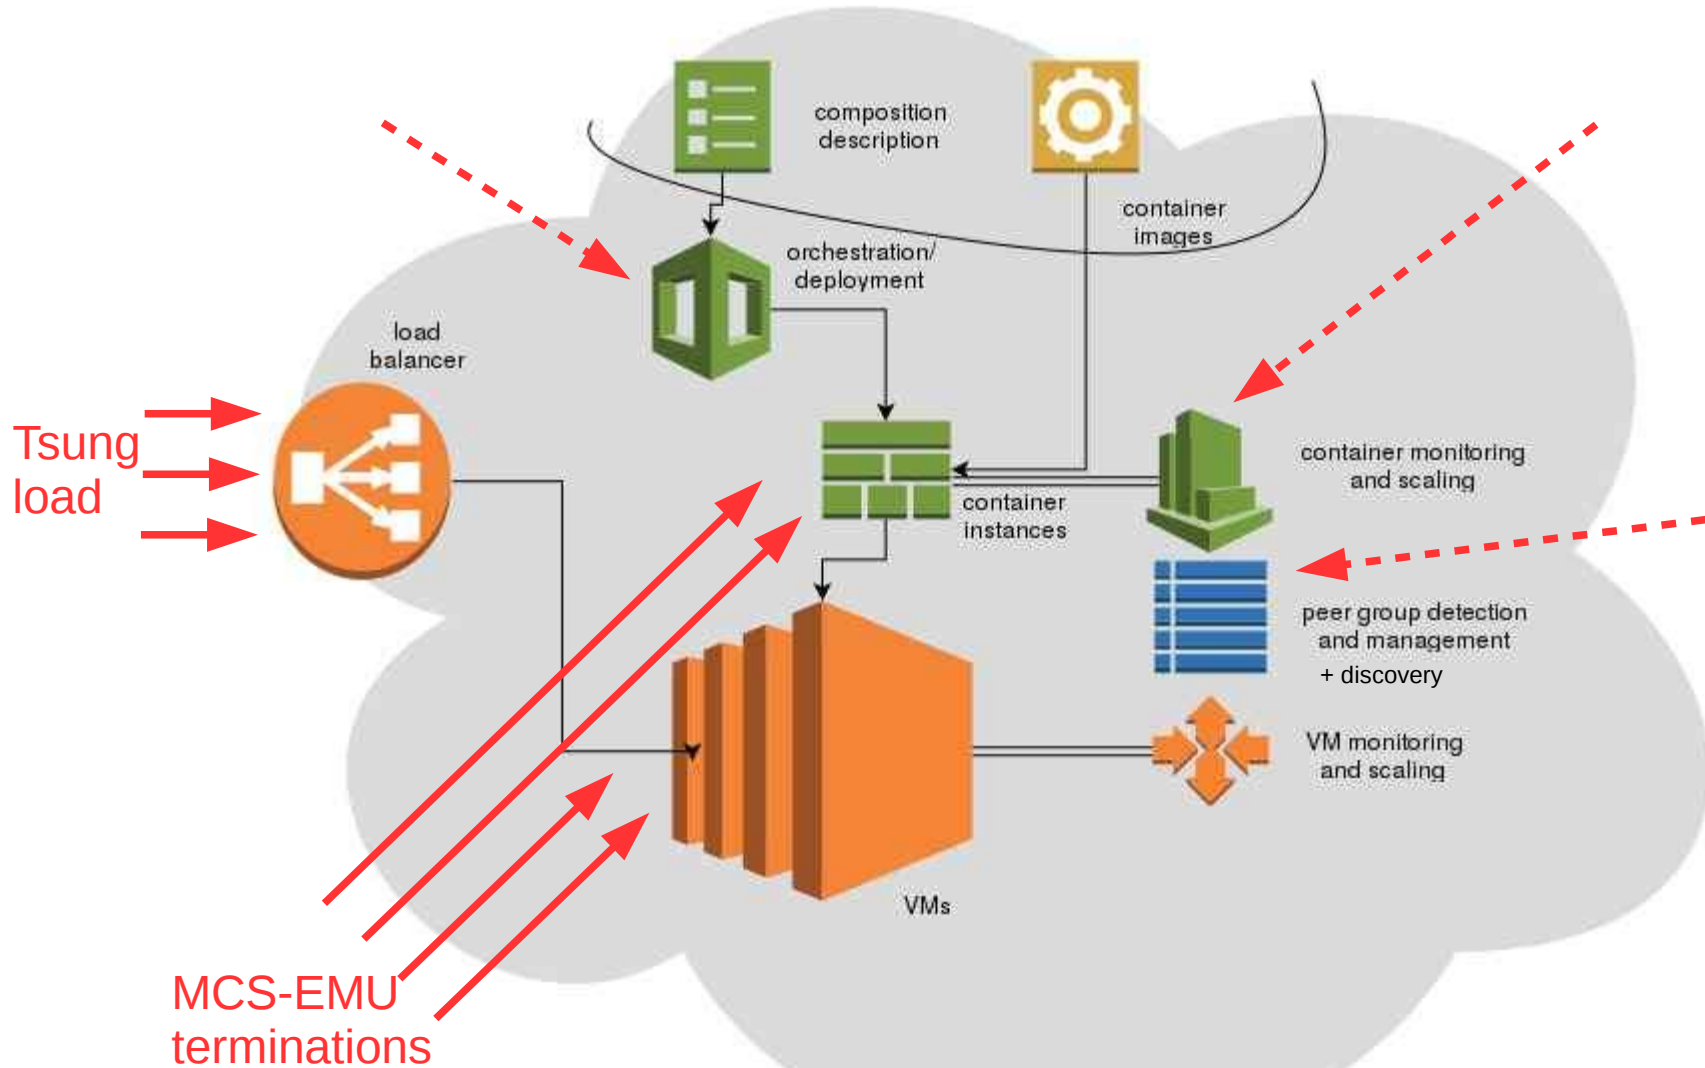 composition
description
container
images
orchestration/
deployment
load
balancer
Tsung
load
container monitoring
and scaling
container
instances
peer group detection
and management
+ discovery
VM monitoring
and scaling
VMs
MCS-EMU
terminations